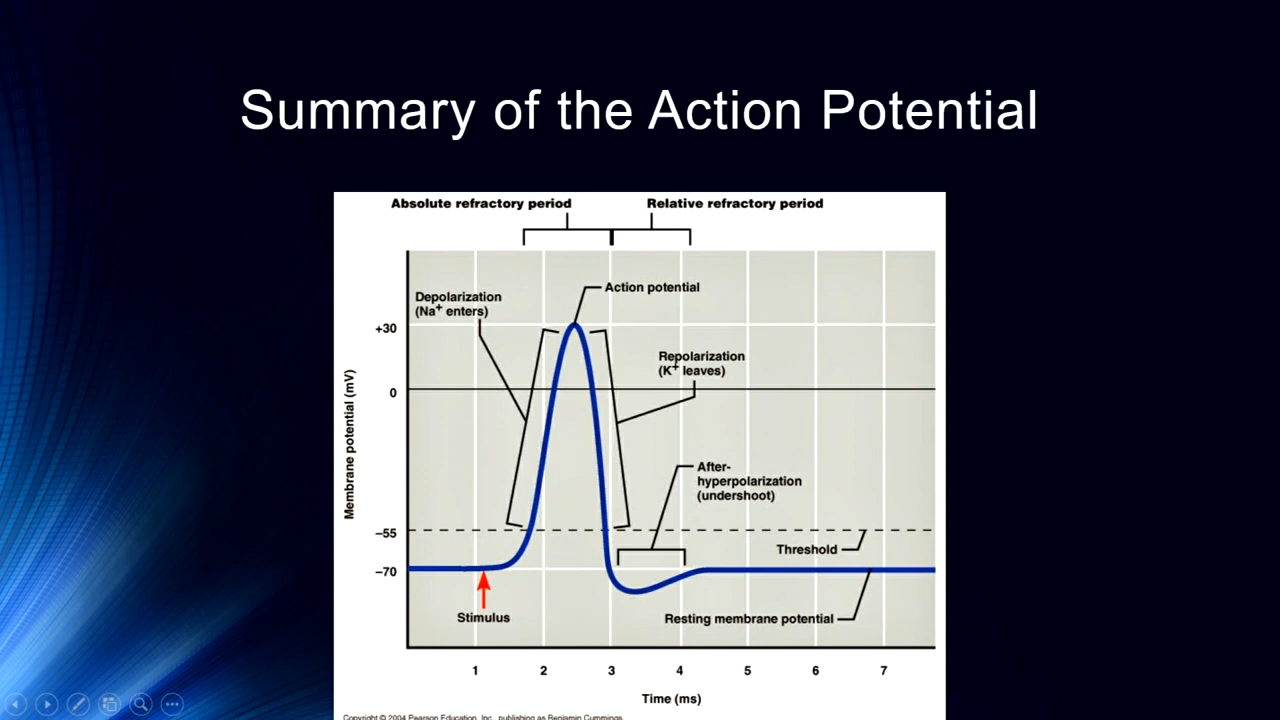 Summary of the Action Potential
Absolute refractory period
Relative refractory period
Action potential
Depolarization
(Na+ enters)
+30
Repolarization
(K+ leaves)
0
Membrane potential (mV)
After-
hyperpolarization
(undershoot)
–55
Threshold
–70
Stimulus
Resting membrane potential
1 2 3 4 5 6 7
Time (ms)
Copyright © 2004 Pearson Education, Inc., publishing as Benjamin Cummings.